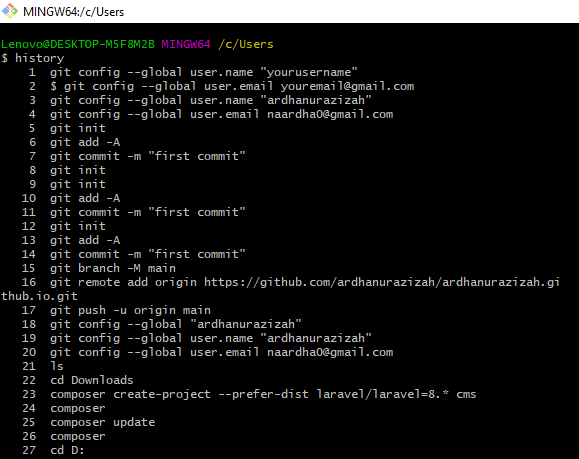 MINGW64:/c/Users
Lenovo@DESKTOP-M5F8M2B MINGW64 /c/Users
$ history
1 git config --global user.name "yourusername"
2 $ git config --global user.email youremail@gmail.com
3 git config --global user.name "ardhanurazizah"
4 git config --global user.email naardha0@gmail.com
5 git init
6 git add -A
7 git commit -m "first commit"
8 git init
9 git init
10 git add -A
11 git commit -m "first commit"
12 git init
13 git add -A
14 git commit -m "first commit"
15 git branch -M main
16 git remote add origin https://github.com/ardhanurazizah/ardhanurazizah.gi
thub.io.git
17 git push -u origin main
18 git config --global "ardhanurazizah"
19 git config --global user.name "ardhanurazizah"
20 git config --global user.email naardha0@gmail.com
21 ls
22 cd Downloads
23 composer create-project --prefer-dist laravel/laravel=8.* cms
24 composer
25 composer update
26 composer
27 cd D: